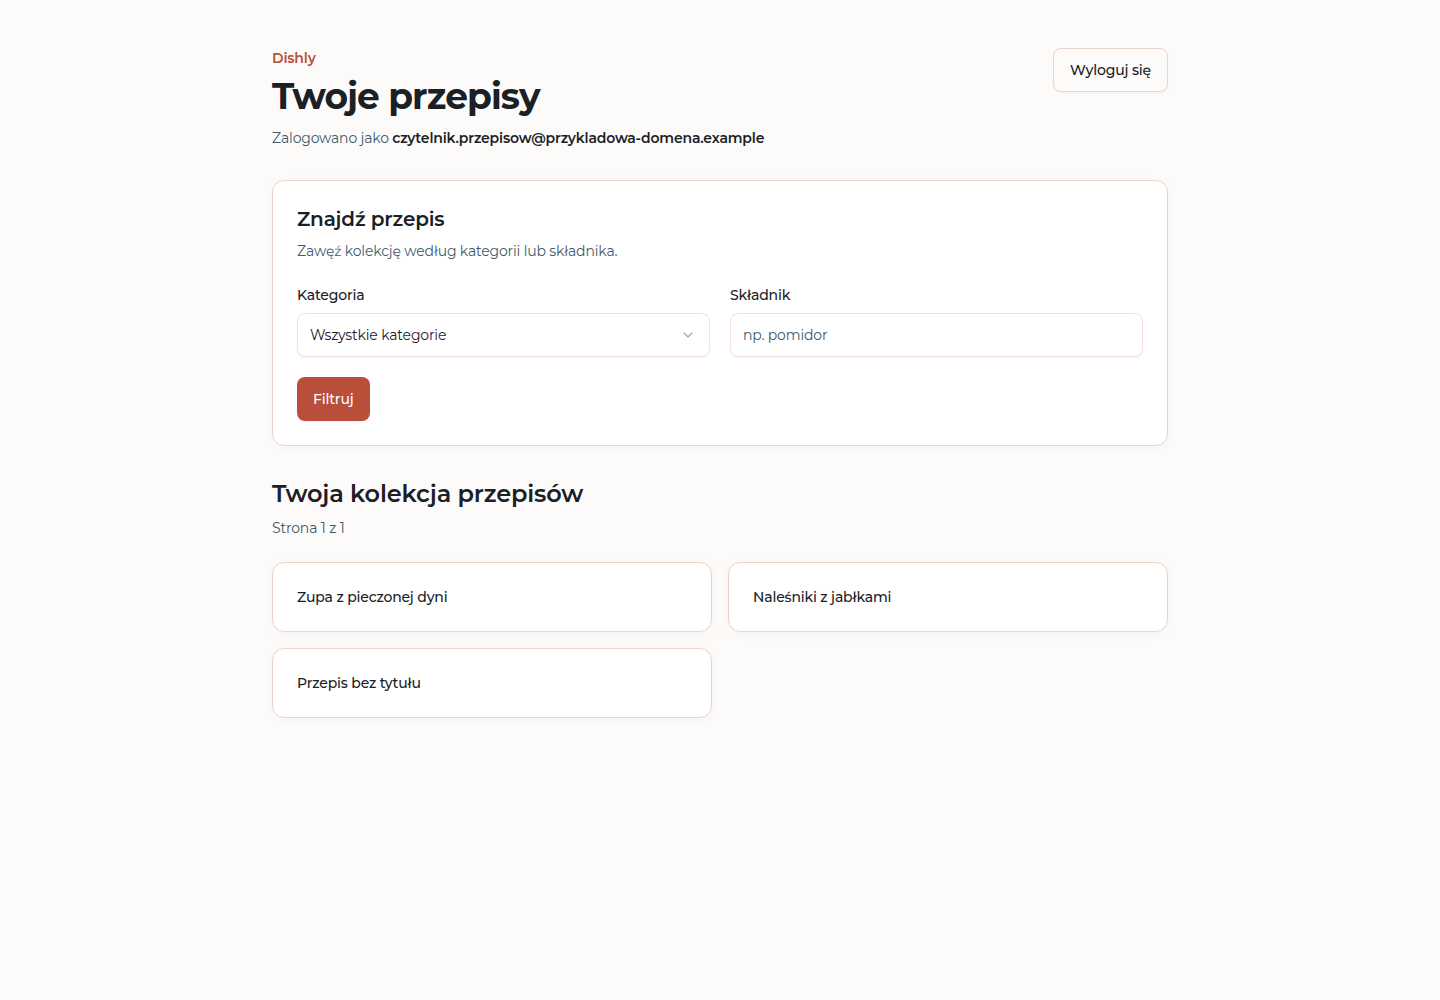 Dishly
Wyloguj się
Twoje przepisy
Zalogowano jako czytelnik.przepisow@przykladowa-domena.example
Znajdź przepis
Zawęź kolekcję według kategorii lub składnika.
Kategoria
Składnik
Wszystkie kategorie
np. pomidor
Filtruj
Twoja kolekcja przepisów
Strona 1 z 1
Zupa z pieczonej dyni
Naleśniki z jabłkami
Przepis bez tytułu